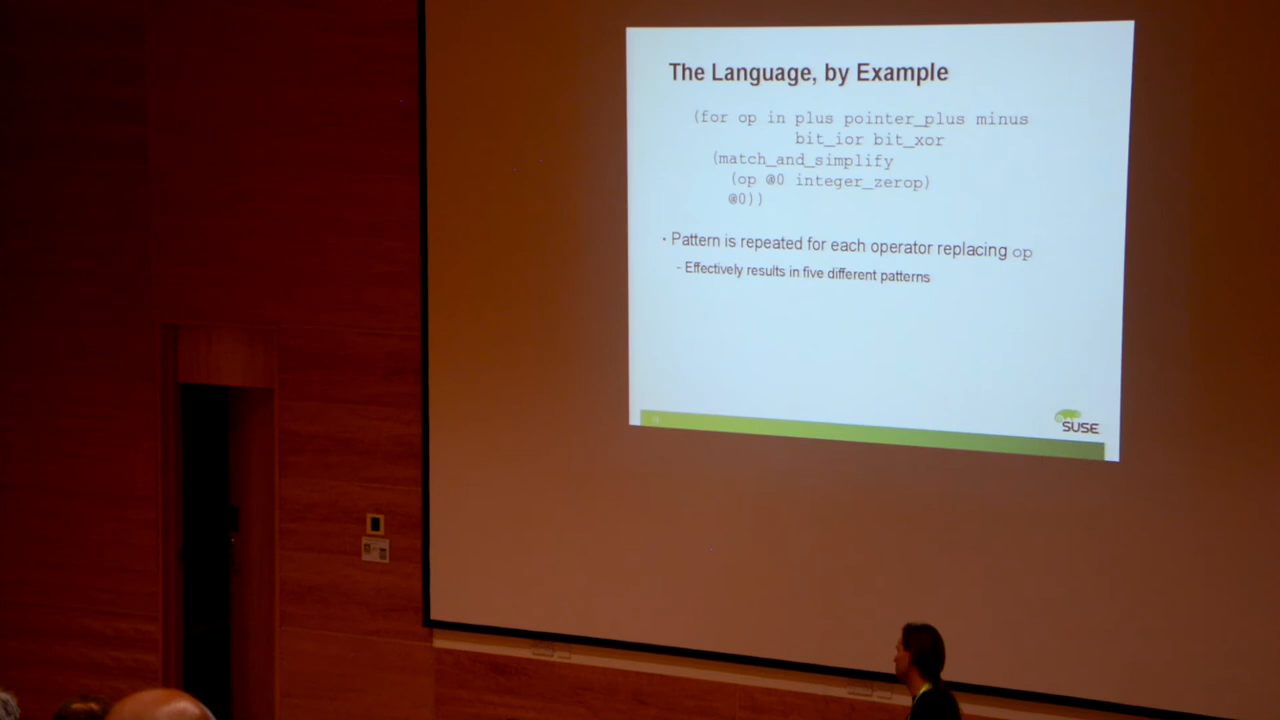 The Language, by Example
(for op in plus pointer_plus minus
bit_ior bit_xor
(match_and_simplify
(op @0 integer_zerop)
@0))
· Pattern is repeated for each operator replacing op
- Effectively results in five different patterns
SUSE